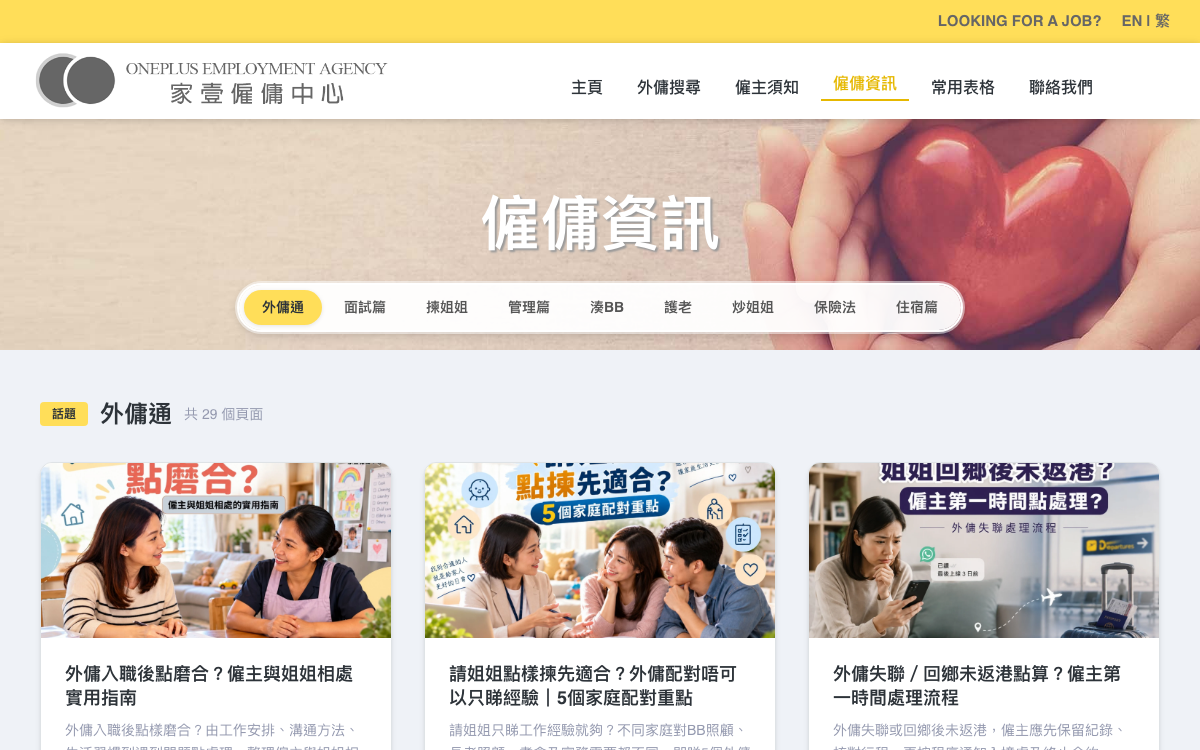 LOOKING FOR A JOB? EN | 繁
ONEPLUS EMPLOYMENT AGENCY
家壹僱傭中心
主頁 外傭搜尋 僱主須知 僱傭資訊 常用表格 聯絡我們
僱傭資訊
外傭通 面試篇 揀姐姐 管理篇 湊BB 護老 炒姐姐 保險法 住宿篇
話題 外傭通 共 29 個頁面
點磨合?
僱主與姐姐相處的實用指南
點揀先適合?
5個家庭配對重點
姐姐回鄉後未返港?
僱主第一時間點處理?
外傭失聯處理流程
Departures
已讀
最後上線 3 日前
外傭入職後點磨合？僱主與姐姐相處
實用指南
外傭入職後點樣磨合？由工作安排、溝通方法、
請姐姐點樣揀先適合？外傭配對唔可
以只睇經驗｜5個家庭配對重點
請姐姐只睇工作經驗就夠？不同家庭對BB照顧、
外傭失聯 / 回鄉未返港點算？僱主第
一時間處理流程
外傭失聯或回鄉後未返港，僱主應先保留紀錄、